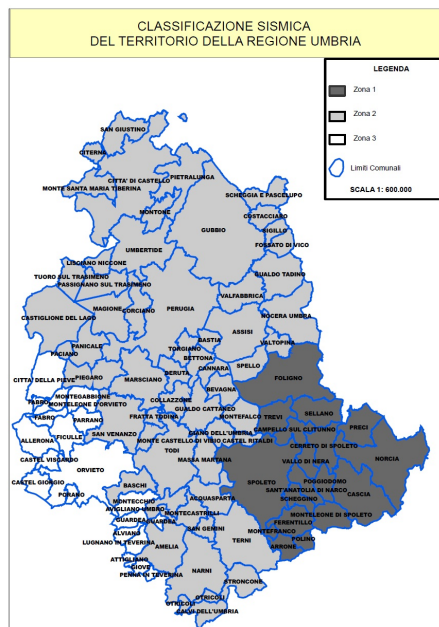 CLASSIFICAZIONE SISMICA
DEL TERRITORIO DELLA REGIONE UMBRIA
LEGENDA
Zona 1
Zona 2
Zona 3
Limiti Comunali
SCALA 1: 600.000
SAN GIUSTINO
CITERNA
CITTA' DI CASTELLO
PIETRALUNGA
MONTE SANTA MARIA TIBERINA
SCHEGGIA E PASCELUPO
MONTONE
COSTACCIARO
GUBBIO
SIGILLO
UMBERTIDE
FOSSATO DI VICO
LISCIANO NICCONE
GUALDO TADINO
TUORO SUL TRASIMENO
PASSIGNANO SUL TRASIMENO
VALFABBRICA
MAGIONE
CORCIANO
PERUGIA
NOCERA UMBRA
CASTIGLIONE DEL LAGO
ASSISI
VALTOPINA
BASTIA
PANICALE
TORGIANO
PACIANO
BETTONA
SPELLO
CANNARA
FOLIGNO
CITTA' DELLA PIEVE
PIEGARO
MARSCIANO
DERUTA
BEVAGNA
MONTEGABBIONE
COLLAZZONE
FABRO
MONTELEONE D'ORVIETO
GUALDO CATTANEO
SELLANO
FABRO
PARRANO
FRATTA TODINA
MONTEFALCO
TREVI
PRECI
CAMPELLO SUL CLITUNNO
ALLERONA
FICULLE
SAN VENANZO
GIANO DELL'UMBRIA
MONTE CASTELLO DI VIBIO
CASTEL RITALDI
CERRETO DI SPOLETO
TODI
NORCIA
CASTEL VISCARDO
MASSA MARTANA
VALLO DI NERA
ORVIETO
POGGIODOMO
CASTEL GIORGIO
BASCHI
SPOLETO
SANT'ANATOLIA DI NARCO
CASCIA
PORANO
MONTECCHIO
ACQUASPARTA
SCHEGGINO
AVIGLIANO UMBRO
MONTECASTRILLI
MONTELEONE DI SPOLETO
GUARDEA
GUARDEA
FERENTILLO
ALVIANO
SAN GEMINI
MONTEFRANCO
LUGNANO IN TEVERINA
TERNI
POLINO
AMELIA
ARRONE
ATTIGLIANO
GIOVE
NARNI
PENNA IN TEVERINA
STRONCONE
OTRICOLI
OTRICOLI
CALVI DELL'UMBRIA